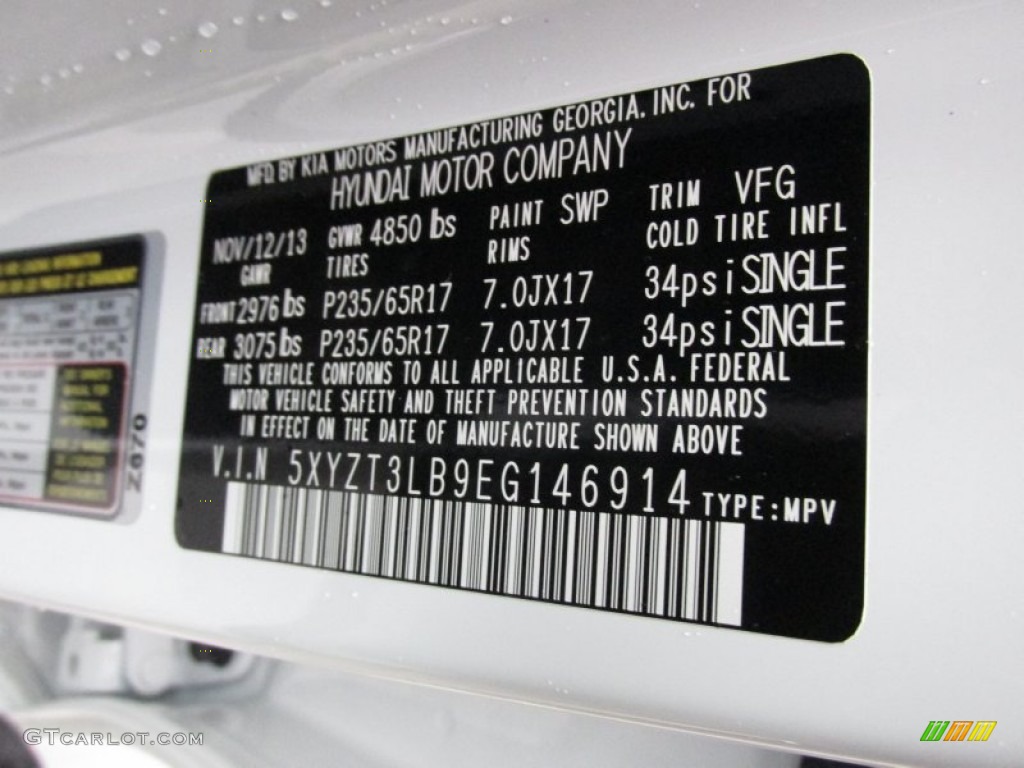 MFD. BY KIA MOTORS MANUFACTURING GEORGIA. INC. FOR
HYUNDAI MOTOR COMPANY
NOV/12/13 GVWR 4850 lbs PAINT SWP TRIM VFG
GAWR TIRES RIMS COLD TIRE INFL
FRONT 2976 lbs P235/65R17 7.0JX17 34psi SINGLE
REAR 3075 lbs P235/65R17 7.0JX17 34psi SINGLE
THIS VEHICLE CONFORMS TO ALL APPLICABLE U.S.A. FEDERAL
MOTOR VEHICLE SAFETY AND THEFT PREVENTION STANDARDS
IN EFFECT ON THE DATE OF MANUFACTURE SHOWN ABOVE
V.I.N 5XYZT3LB9EG146914 TYPE:MPV
Z870
GTCARLOT.COM